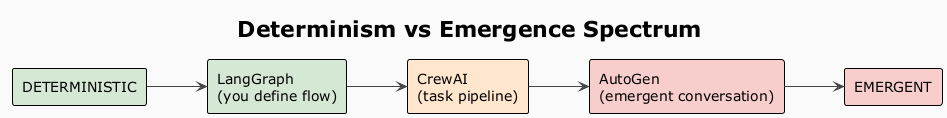 Determinism vs Emergence Spectrum
DETERMINISTIC
LangGraph
(you define flow)
CrewAI
(task pipeline)
AutoGen
(emergent conversation)
EMERGENT